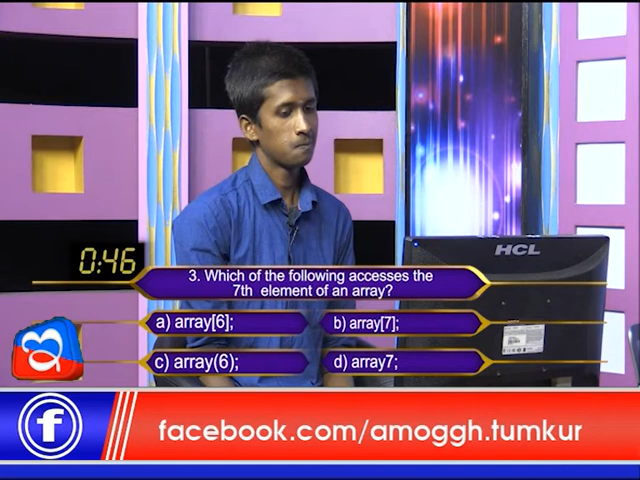 HCL
0:46
3. Which of the following accesses the
7th element of an array?
a) array[6];
b) array[7];
c) array(6);
d) array7;
f
facebook.com/amoggh.tumkur